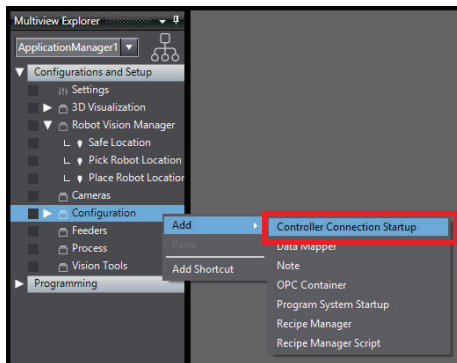 Multiview Explorer
ApplicationManager1
Configurations and Setup
Settings
3D Visualization
Robot Vision Manager
Safe Location
Pick Robot Location
Place Robot Location
Cameras
Configuration
Feeders
Process
Vision Tools
Programming
Add
Paste
Add Shortcut
Controller Connection Startup
Data Mapper
Note
OPC Container
Program System Startup
Recipe Manager
Recipe Manager Script